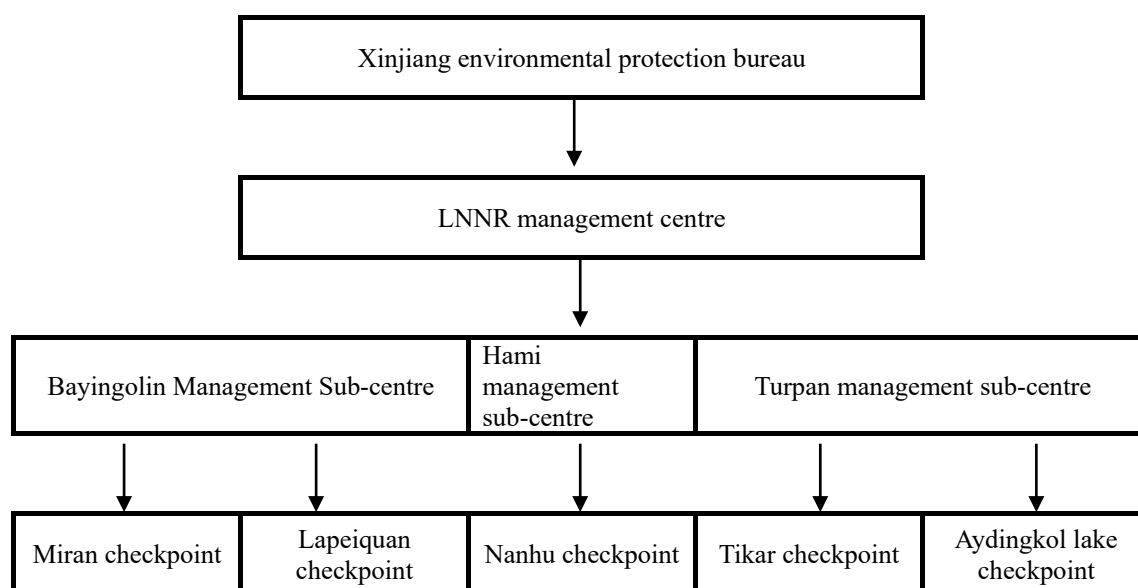 Xinjiang environmental protection bureau
LNNR management centre
Bayingolin Management Sub-centre
Hami
management
sub-centre
Turpan management sub-centre
Miran checkpoint
Lapeiquan
checkpoint
Nanhu checkpoint
Tikar checkpoint
Aydingkol lake
checkpoint